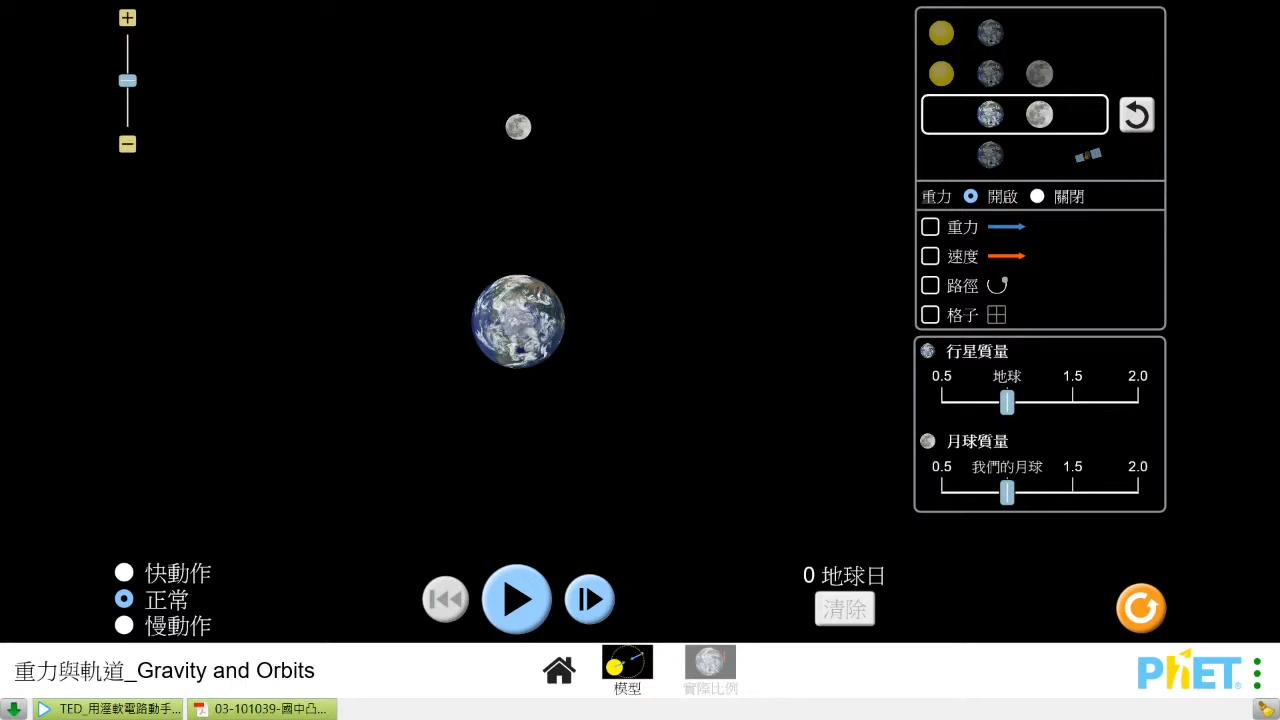 重力 開啟 關閉
重力
速度
路徑
格子
行星質量
0.5 地球 1.5 2.0
月球質量
0.5 我們的月球 1.5 2.0
快動作
正常
慢動作
0 地球日
清除
重力與軌道_Gravity and Orbits
模型
實際比例
PhET
TED_用灌軟電路動手...
03-101039-國中凸...